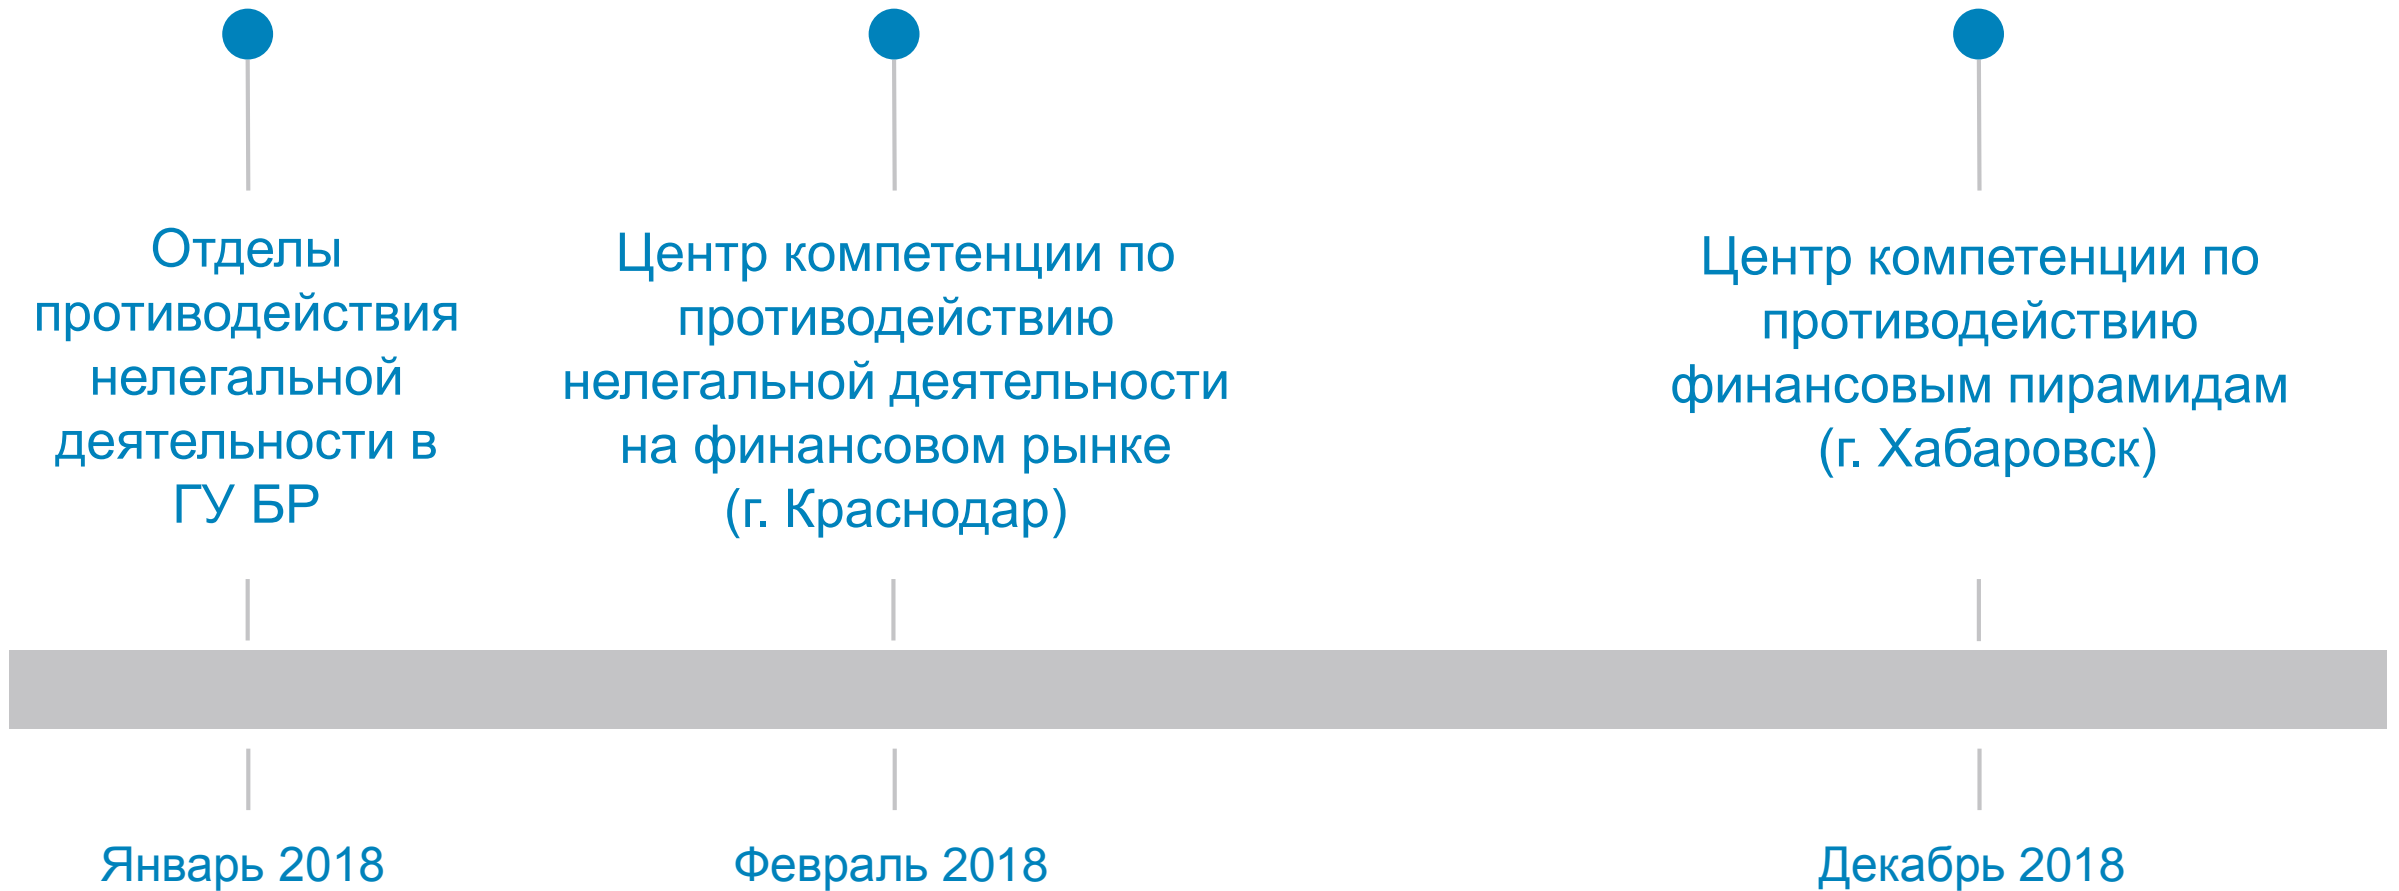 Отделы
противодействия
нелегальной
деятельности в
ГУ БР
Январь 2018
Центр компетенции по
противодействию
нелегальной деятельности
на финансовом рынке
(г. Краснодар)
Февраль 2018
Центр компетенции по
противодействию
финансовым пирамидам
(г. Хабаровск)
Декабрь 2018